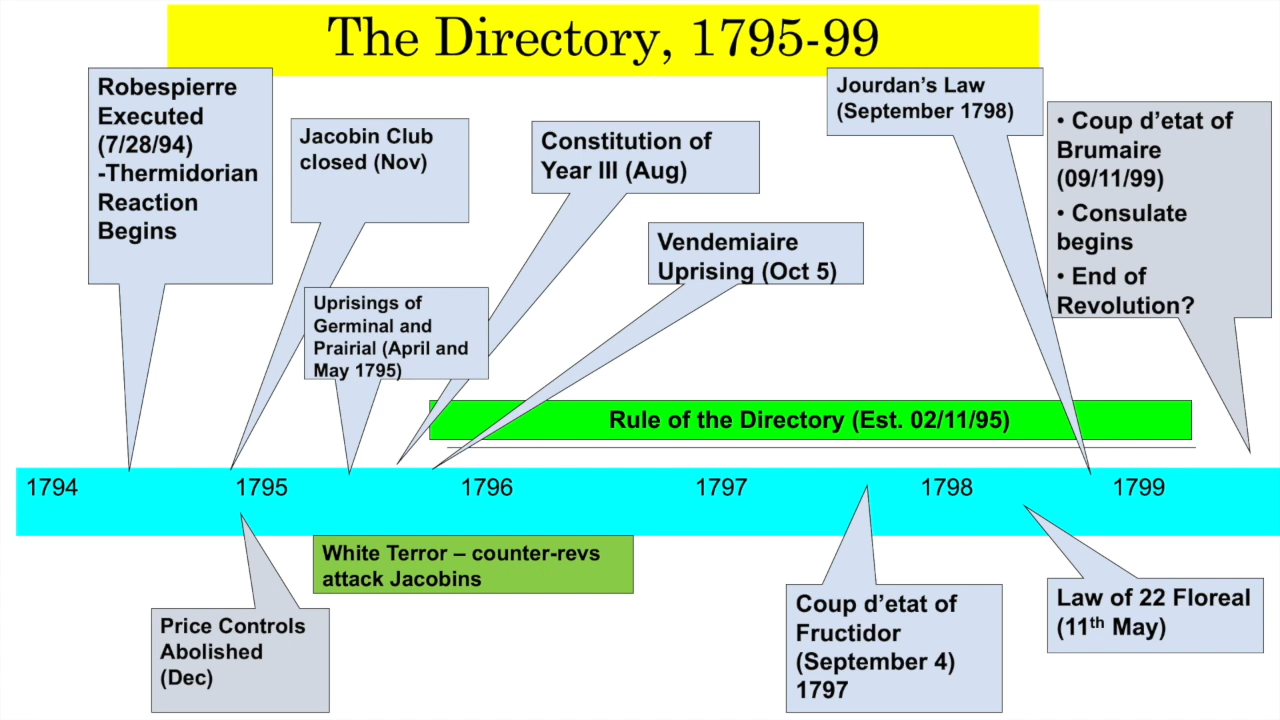 The Directory, 1795-99
Robespierre
Executed
(7/28/94)
-Thermidorian
Reaction
Begins
Jacobin Club
closed (Nov)
Constitution of
Year III (Aug)
Jourdan’s Law
(September 1798)
• Coup d’etat of
Brumaire
(09/11/99)
• Consulate
begins
• End of
Revolution?
Vendemiaire
Uprising (Oct 5)
Uprisings of
Germinal and
Prairial (April and
May 1795)
Rule of the Directory (Est. 02/11/95)
1794 1795 1796 1797 1798 1799
White Terror – counter-revs
attack Jacobins
Price Controls
Abolished
(Dec)
Coup d’etat of
Fructidor
(September 4)
1797
Law of 22 Floreal
(11th May)